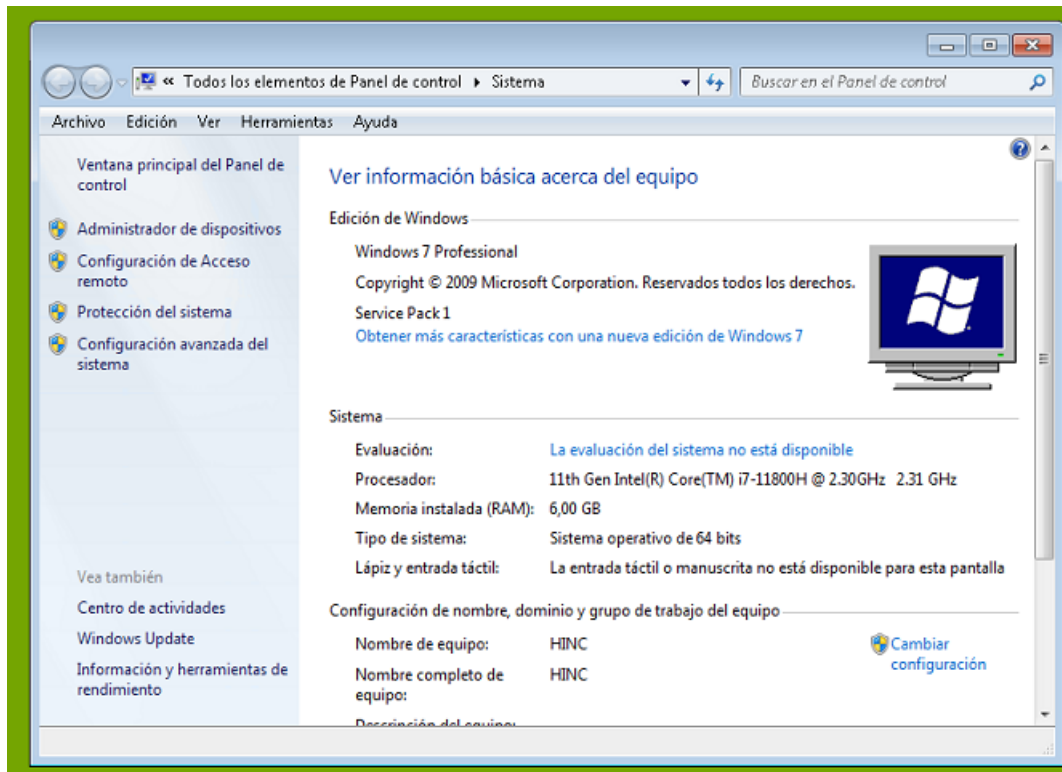 « Todos los elementos de Panel de control ▸ Sistema
Buscar en el Panel de control
Archivo Edición Ver Herramientas Ayuda
Ventana principal del Panel de
control
Administrador de dispositivos
Configuración de Acceso
remoto
Protección del sistema
Configuración avanzada del
sistema
Vea también
Centro de actividades
Windows Update
Información y herramientas de
rendimiento
Ver información básica acerca del equipo
Edición de Windows
Windows 7 Professional
Copyright © 2009 Microsoft Corporation. Reservados todos los derechos.
Service Pack 1
Obtener más características con una nueva edición de Windows 7
Sistema
Evaluación: La evaluación del sistema no está disponible
Procesador: 11th Gen Intel(R) Core(TM) i7-11800H @ 2.30GHz 2.31 GHz
Memoria instalada (RAM): 6,00 GB
Tipo de sistema: Sistema operativo de 64 bits
Lápiz y entrada táctil: La entrada táctil o manuscrita no está disponible para esta pantalla
Configuración de nombre, dominio y grupo de trabajo del equipo
Nombre de equipo: HINC
Cambiar
configuración
Nombre completo de HINC
equipo:
Descripción del equipo: